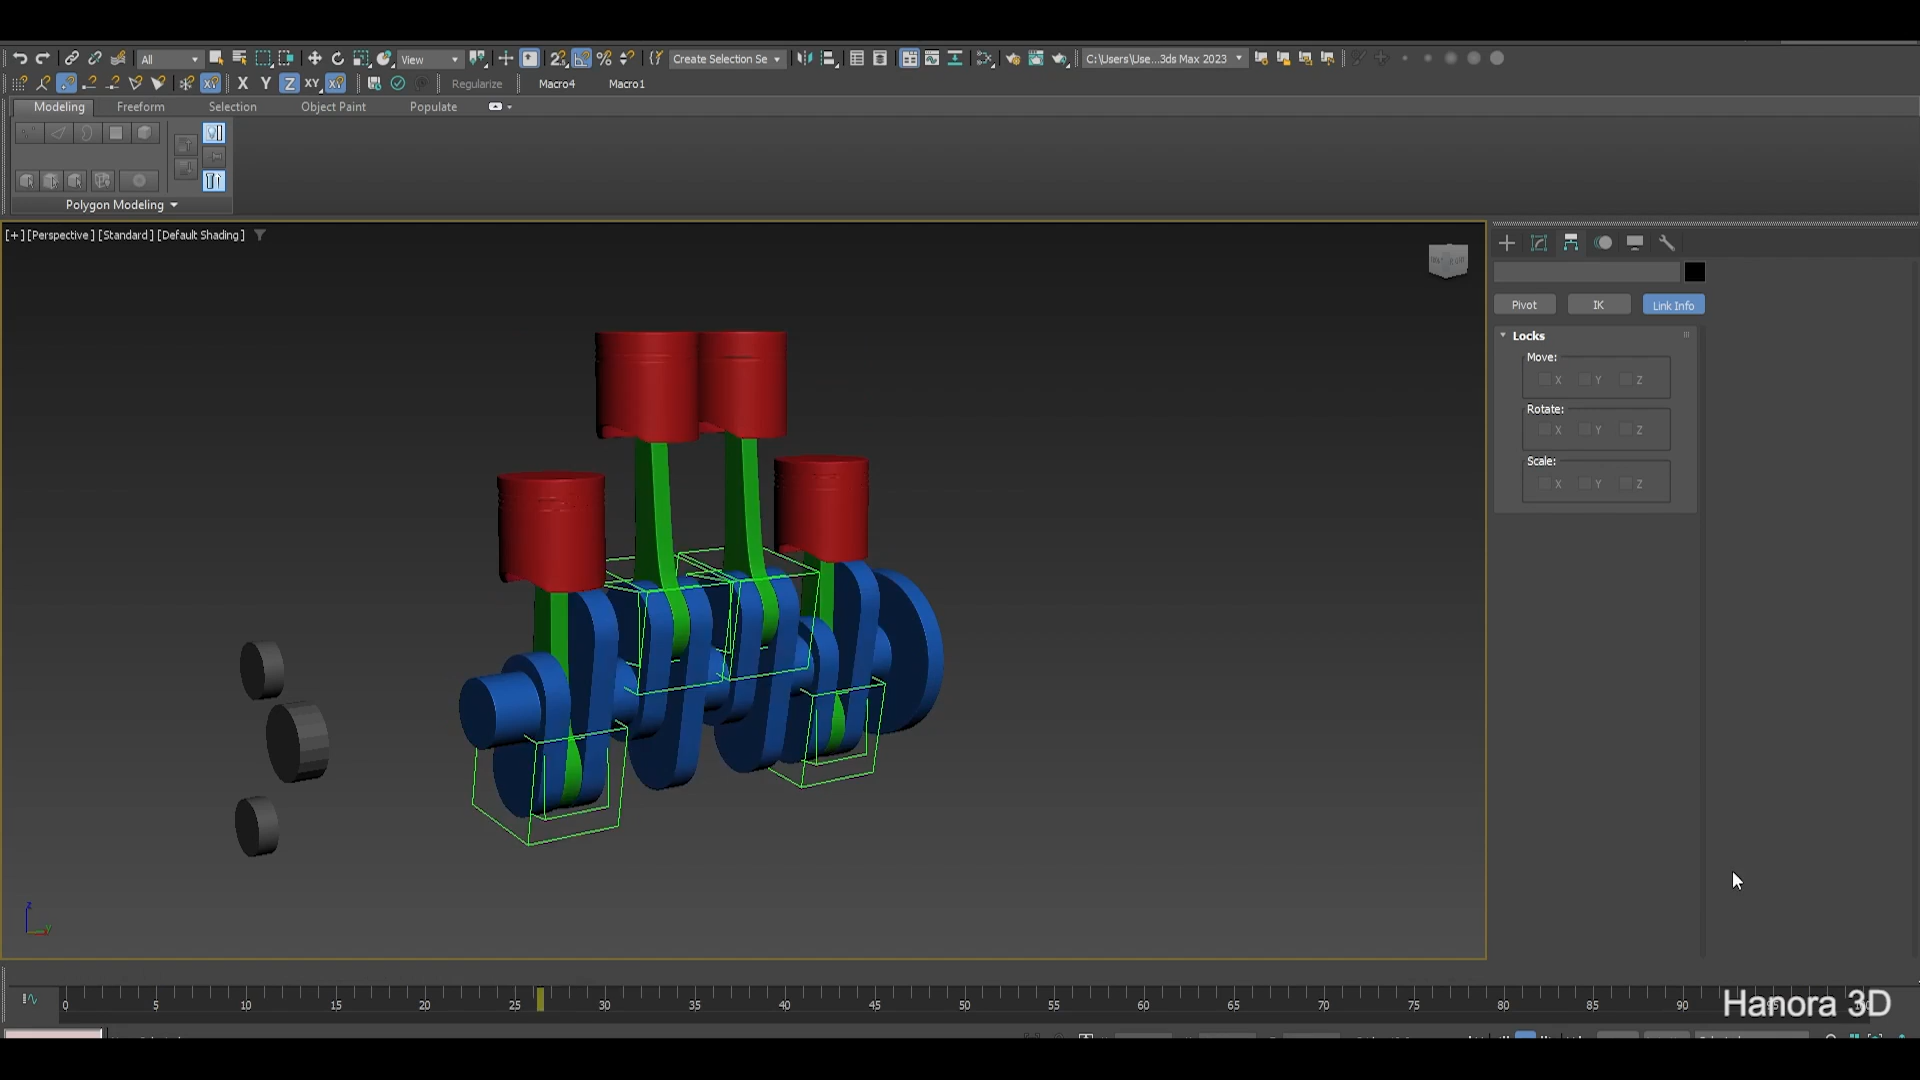 All
View
Create Selection Se
C:\Users\Use...3ds Max 2023
X Y Z XY
Regularize
Macro4
Macro1
Modeling Freeform Selection Object Paint Populate
Polygon Modeling
[+] [Perspective] [Standard] [Default Shading]
Pivot
IK
Link Info
Locks
Move:
X Y Z
Rotate:
X Y Z
Scale:
X Y Z
z
y
0 5 10 15 20 25 30 35 40 45 50 55 60 65 70 75 80 85 90
Hanora 3D